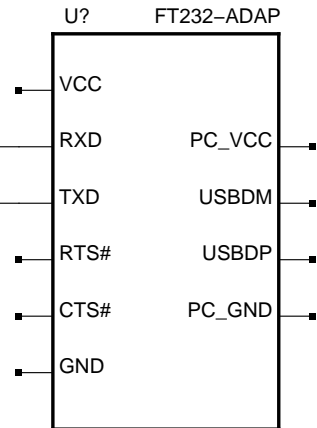 U? FT232−ADAP
VCC
RXD PC_VCC
TXD USBDM
RTS# USBDP
CTS# PC_GND
GND